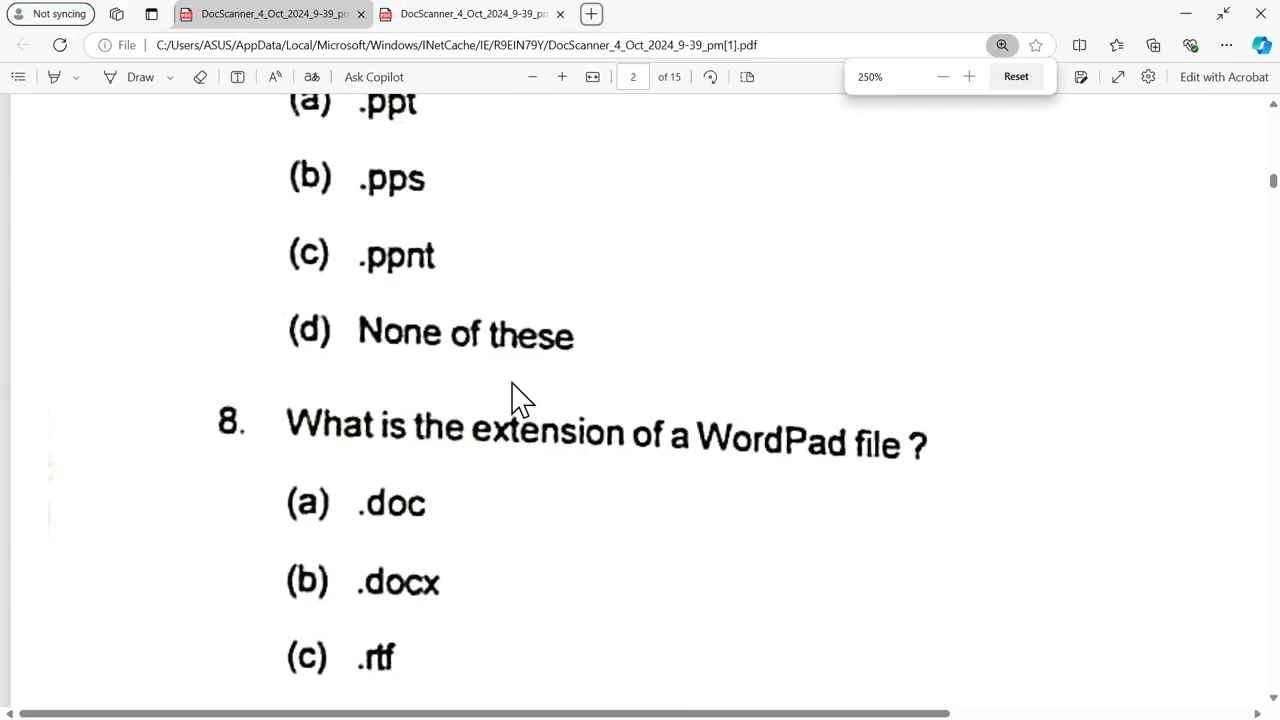 Not syncing
DocScanner_4_Oct_2024_9-39_pm
DocScanner_4_Oct_2024_9-39_pm
File
C:/Users/ASUS/AppData/Local/Microsoft/Windows/INetCache/IE/R9EIN79Y/DocScanner_4_Oct_2024_9-39_pm[1].pdf
Draw
Ask Copilot
2 of 15
250%
Reset
Edit with Acrobat
(a) .ppt
(b) .pps
(c) .ppnt
(d) None of these
8. What is the extension of a WordPad file ?
(a) .doc
(b) .docx
(c) .rtf